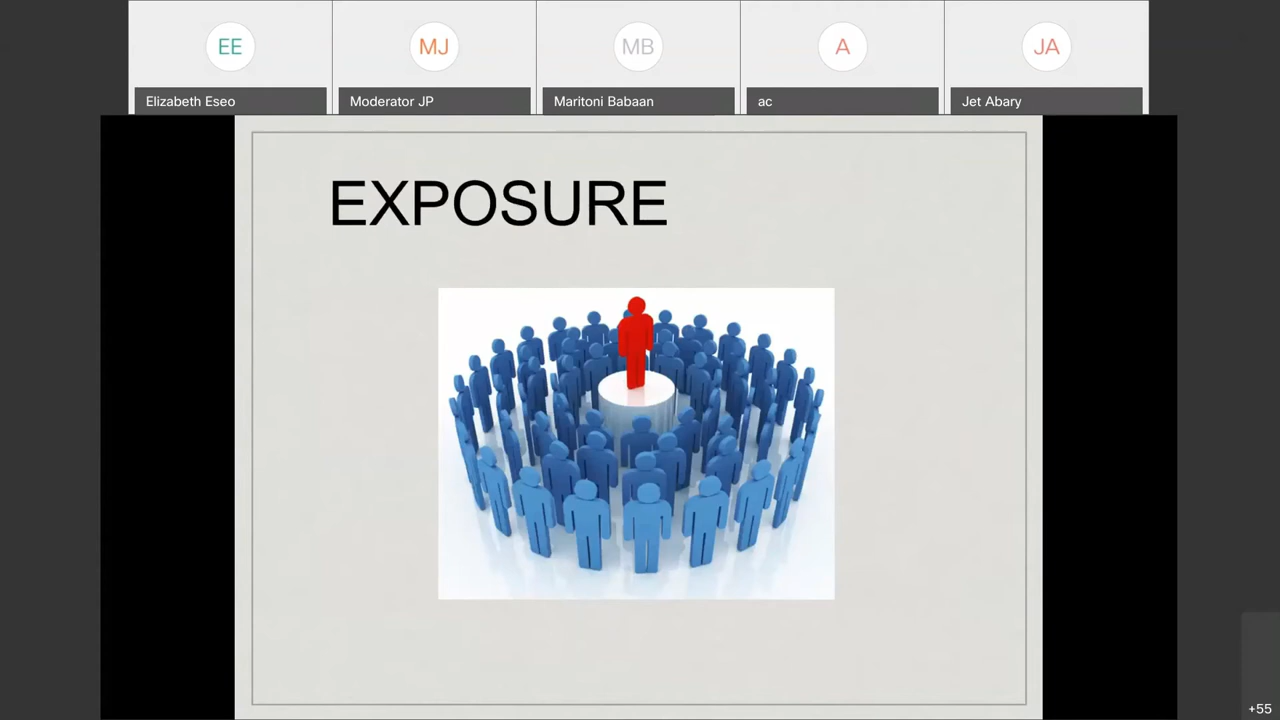 EE
MJ
MB
A
JA
Elizabeth Eseo
Moderator JP
Maritoni Babaan
ac
Jet Abary
EXPOSURE
+55